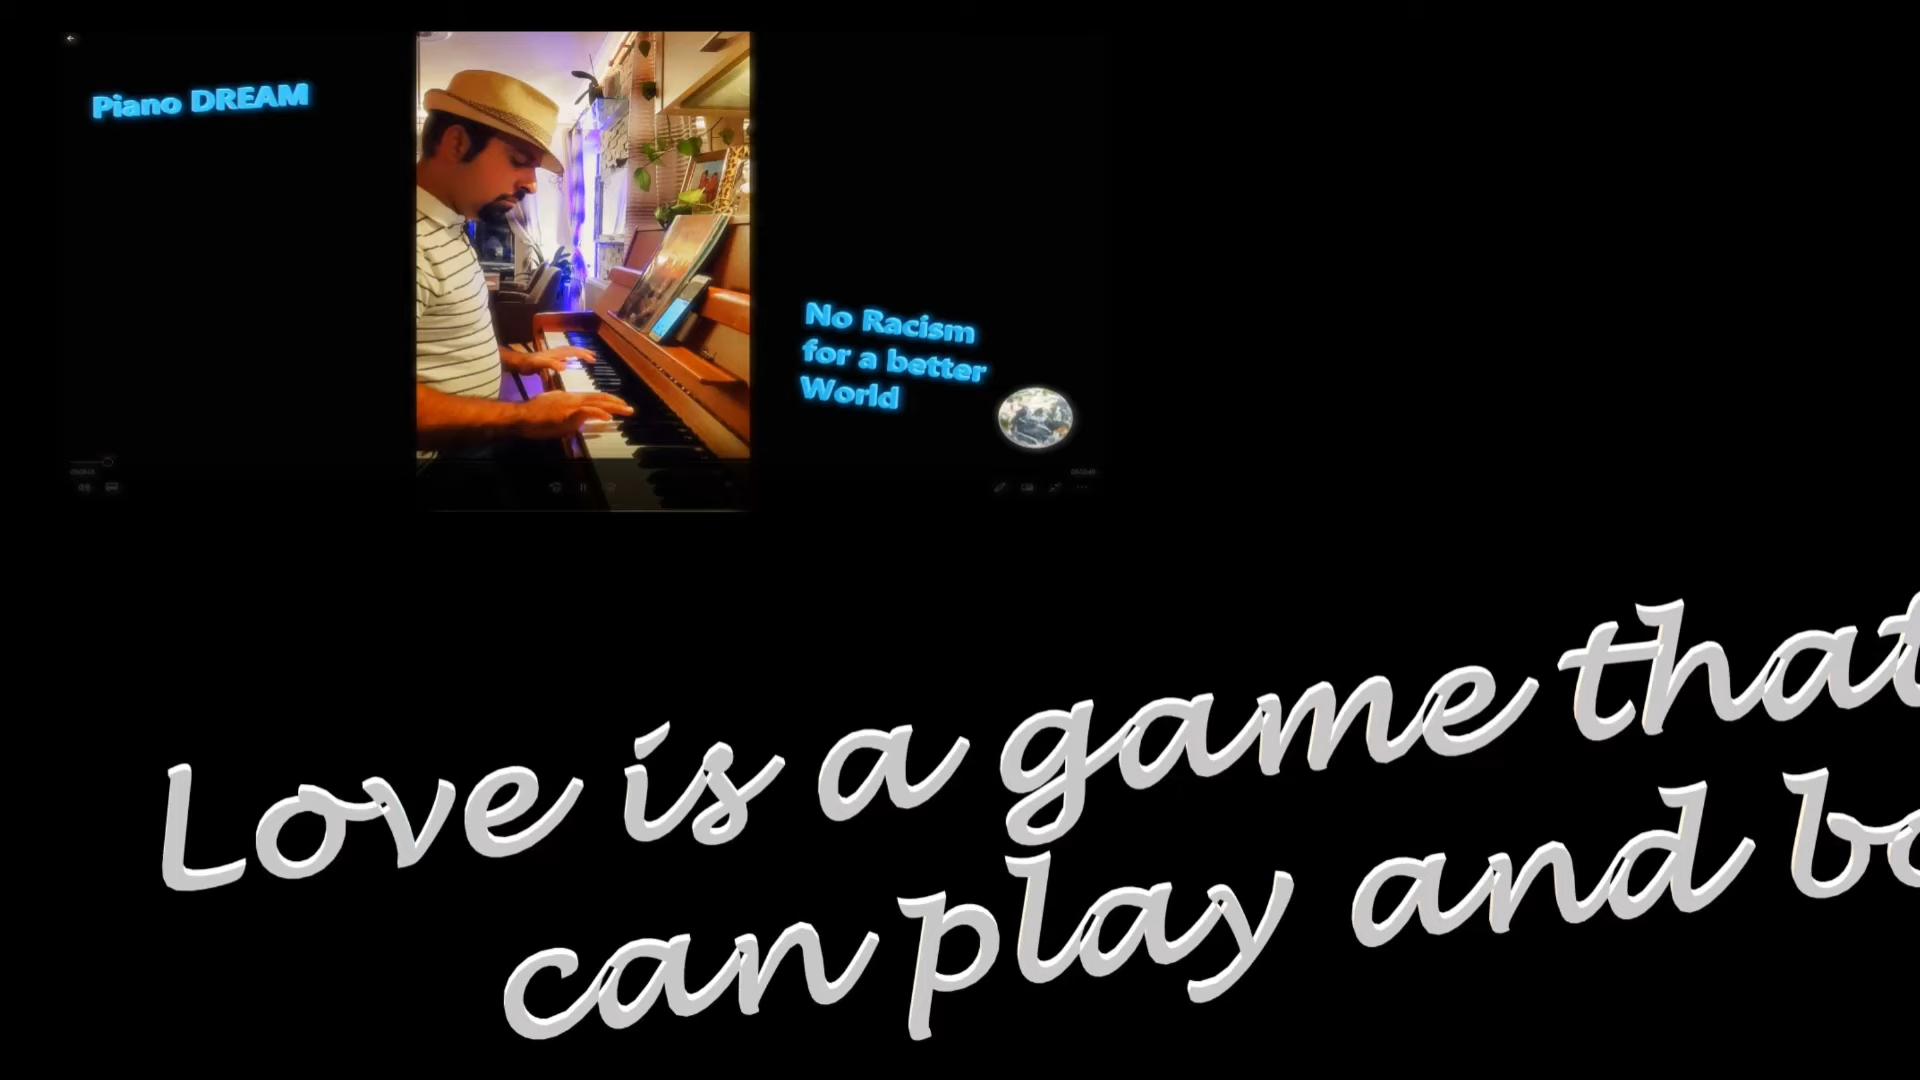 Piano DREAM
No Racism
for a better
World
Love is a game that
can play and